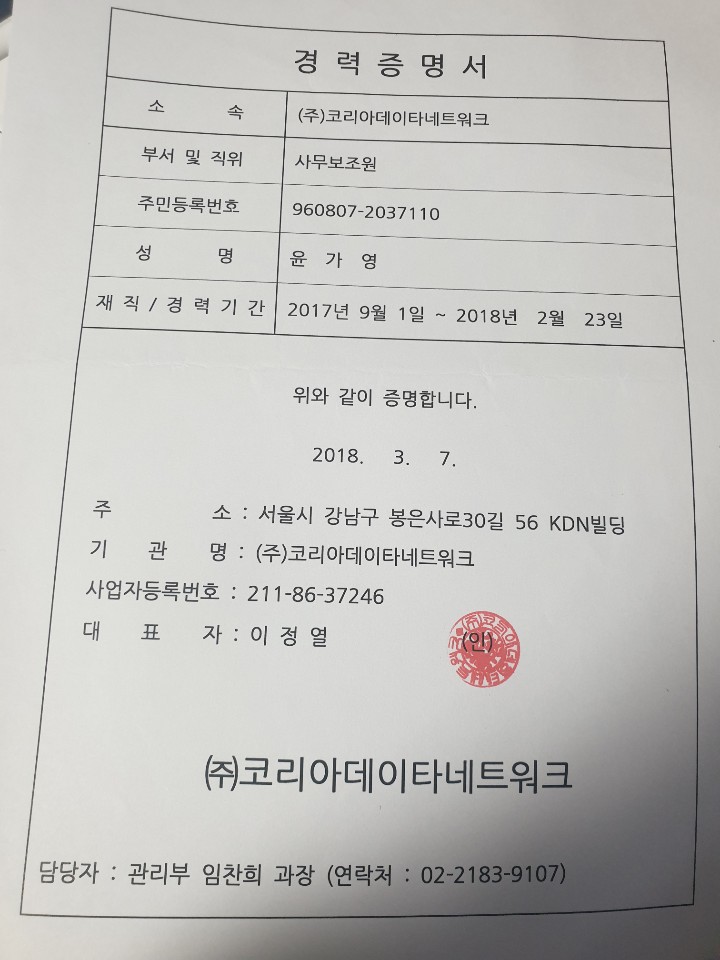 경 력 증 명 서
소 속 (주)코리아데이타네트워크
부서 및 직위 사무보조원
주민등록번호 960807-2037110
성 명 윤 가 영
재 직 / 경 력 기 간 2017년 9월 1일 ~ 2018년 2월 23일
위와 같이 증명합니다.
2018. 3. 7.
주 소 : 서울시 강남구 봉은사로30길 56 KDN빌딩
기 관 명 : (주)코리아데이타네트워크
사업자등록번호 : 211-86-37246
대 표 자 : 이 정 열 (인)
㈜코리아데이타네트워크
담당자 : 관리부 임찬희 과장 (연락처 : 02-2183-9107)